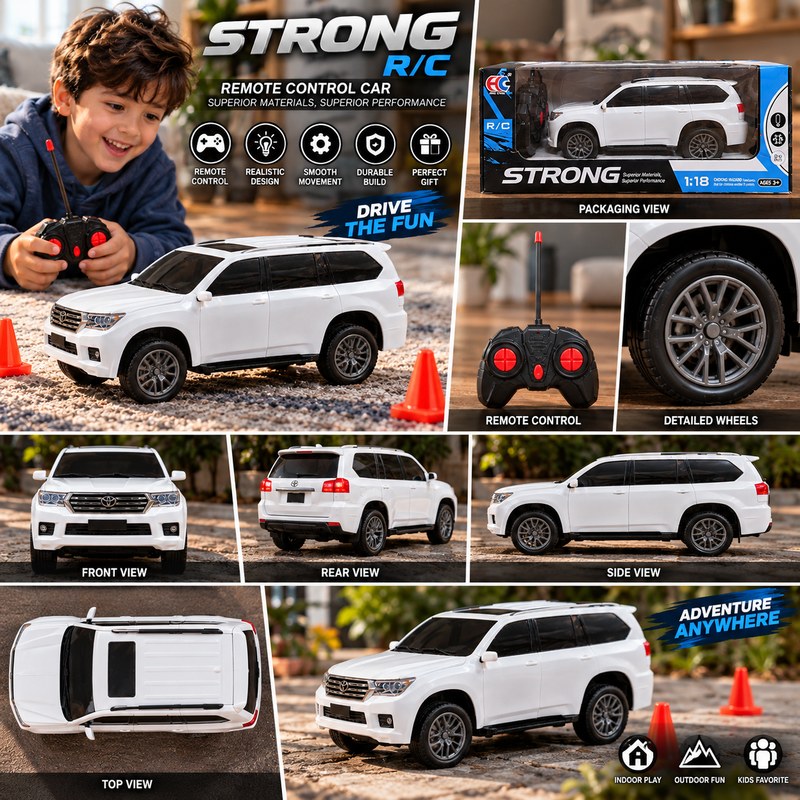 STRONG
R/C
REMOTE CONTROL CAR
SUPERIOR MATERIALS, SUPERIOR PERFORMANCE
REMOTE CONTROL
REALISTIC DESIGN
SMOOTH MOVEMENT
DURABLE BUILD
PERFECT GIFT
DRIVE
THE FUN
R/C
STRONG
Superior Materials,
Superior Performance
1:18
AGES 3+
PACKAGING VIEW
REMOTE CONTROL
DETAILED WHEELS
FRONT VIEW
REAR VIEW
SIDE VIEW
TOP VIEW
ADVENTURE
ANYWHERE
INDOOR PLAY
OUTDOOR FUN
KIDS FAVORITE